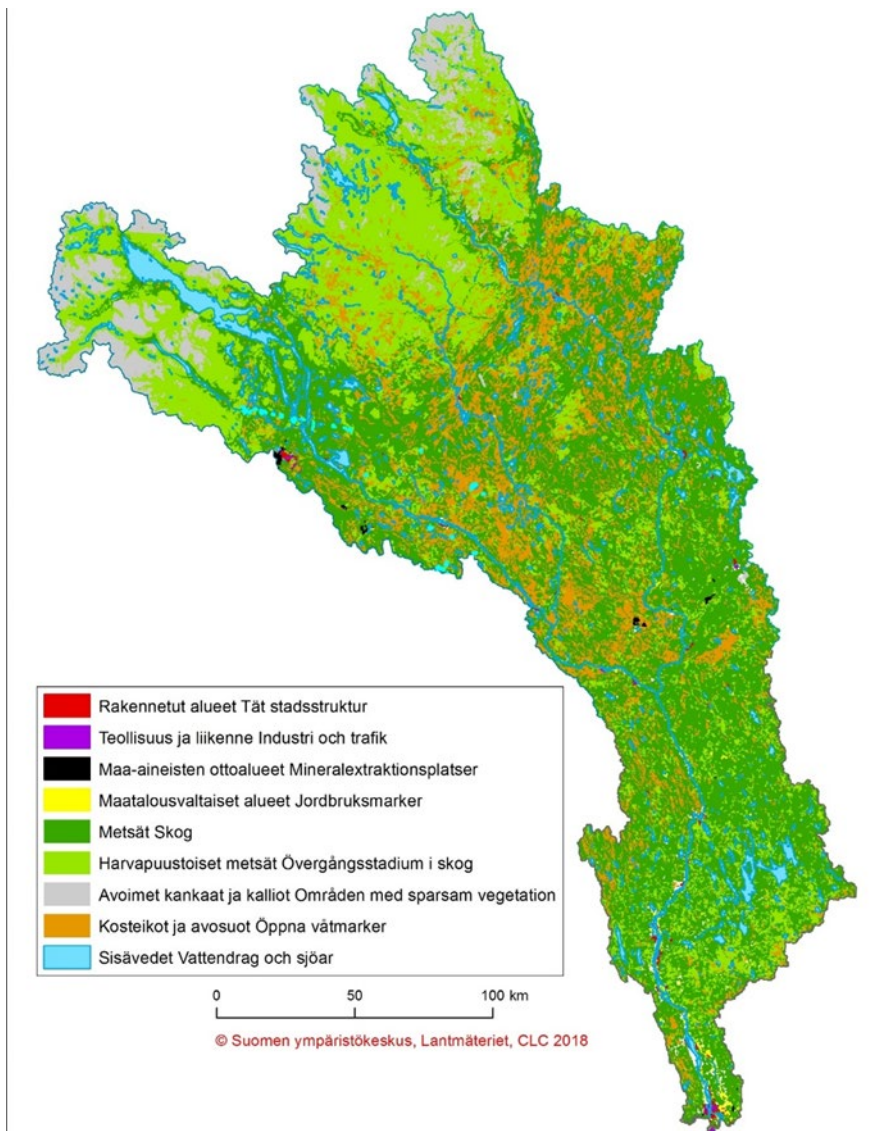 Rakennetut alueet Tät stadsstruktur
Teollisuus ja liikenne Industri och trafik
Maa-aineisten ottoalueet Mineralextraktionsplatser
Maatalousvaltaiset alueet Jordbruksmarker
Metsät Skog
Harvapuustoiset metsät Övergångsstadium i skog
Avoimet kankaat ja kalliot Områden med sparsam vegetation
Kosteikot ja avosuot Öppna våtmarker
Sisävedet Vattendrag och sjöar
0 50 100 km
© Suomen ympäristökeskus, Lantmäteriet, CLC 2018